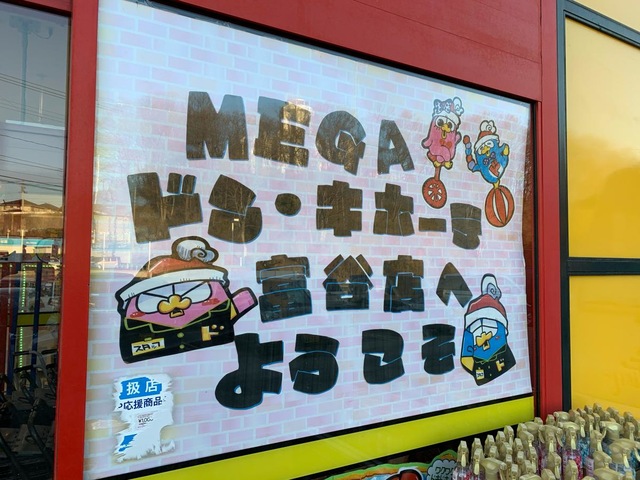 MEGA
ドン・キホーテ
富谷店へ
ようこそ
ド
扱店
応援商品